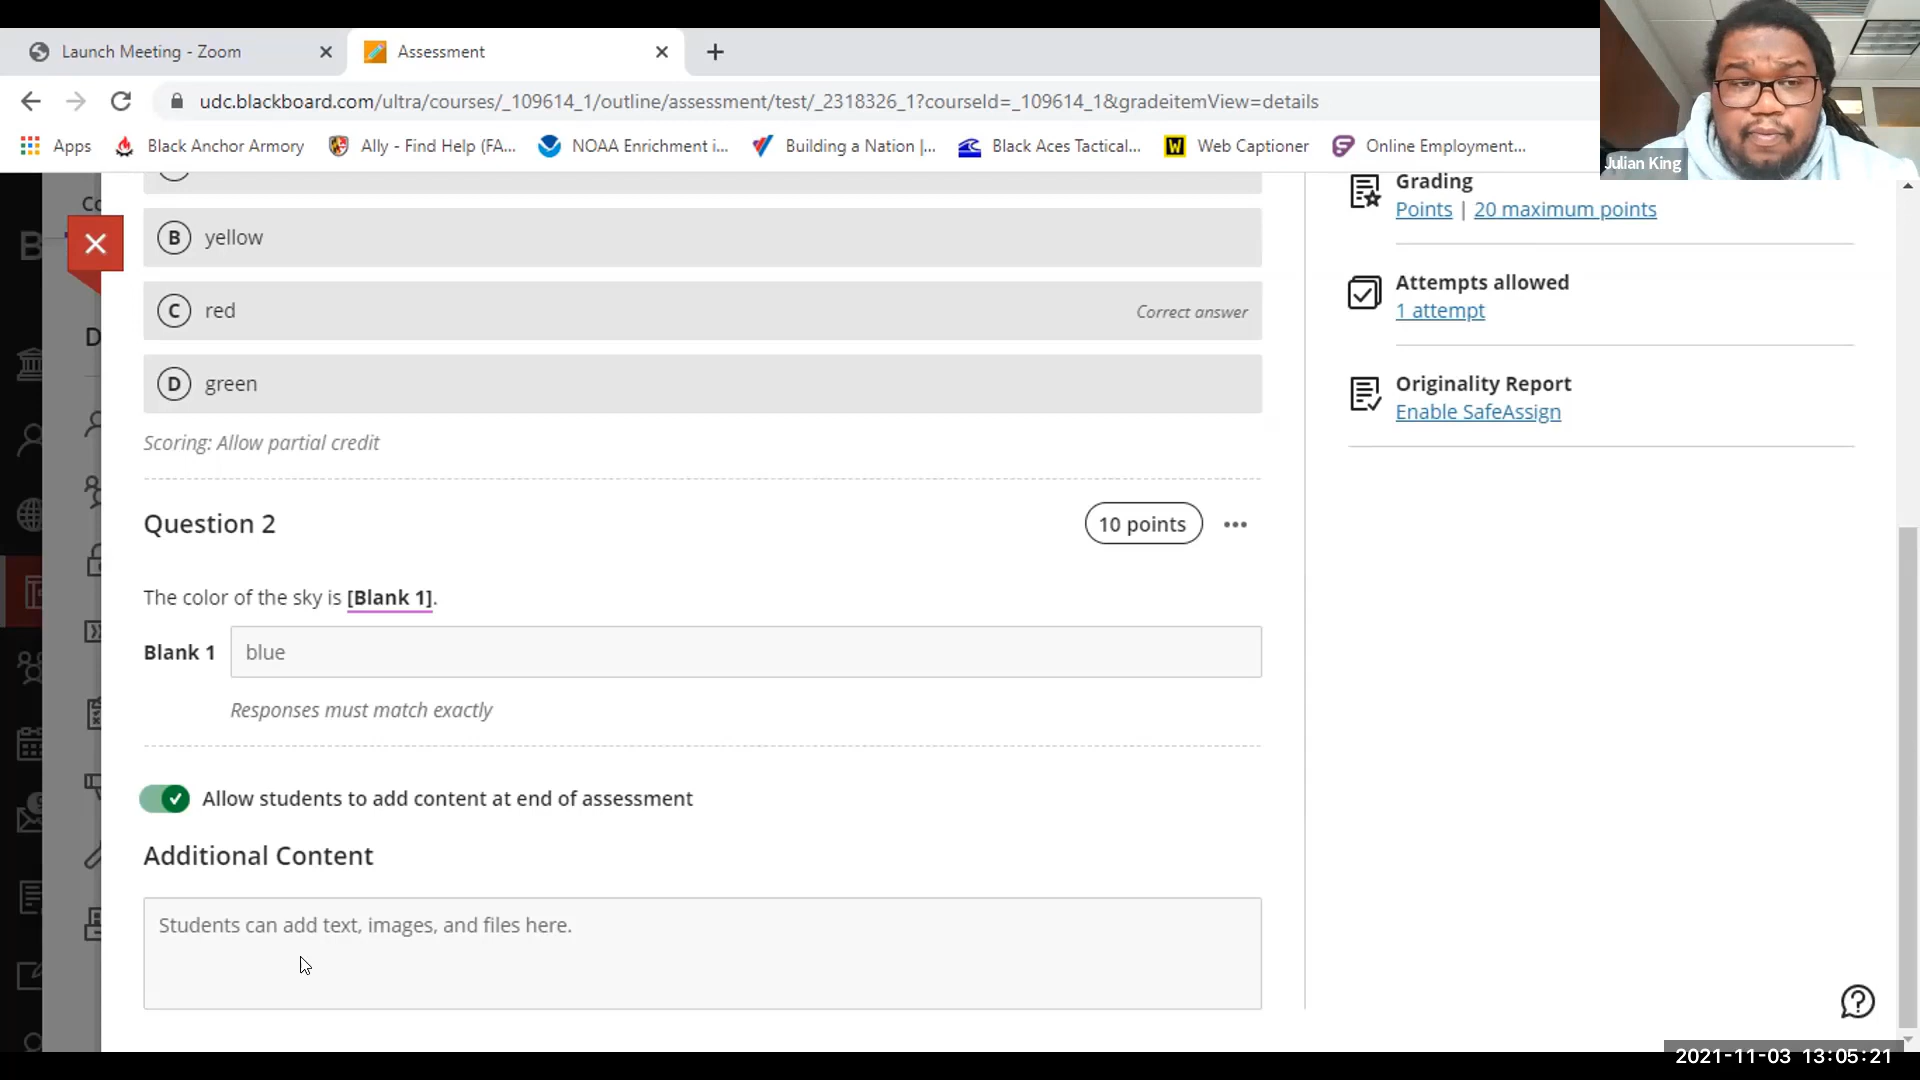 Launch Meeting - Zoom
Assessment
udc.blackboard.com/ultra/courses/_109614_1/outline/assessment/test/_2318326_1?courseId=_109614_1&gradeitemView=details
Apps
Black Anchor Armory
Ally - Find Help (FA...
NOAA Enrichment i...
Building a Nation |...
Black Aces Tactical...
W
Web Captioner
Online Employment...
Julian King
Co
B
D
B yellow
C red
Correct answer
D green
Scoring: Allow partial credit
Question 2
10 points
The color of the sky is [Blank 1].
Blank 1
blue
Responses must match exactly
Allow students to add content at end of assessment
Additional Content
Students can add text, images, and files here.
Grading
Points | 20 maximum points
Attempts allowed
1 attempt
Originality Report
Enable SafeAssign
2021-11-03 13:05:21